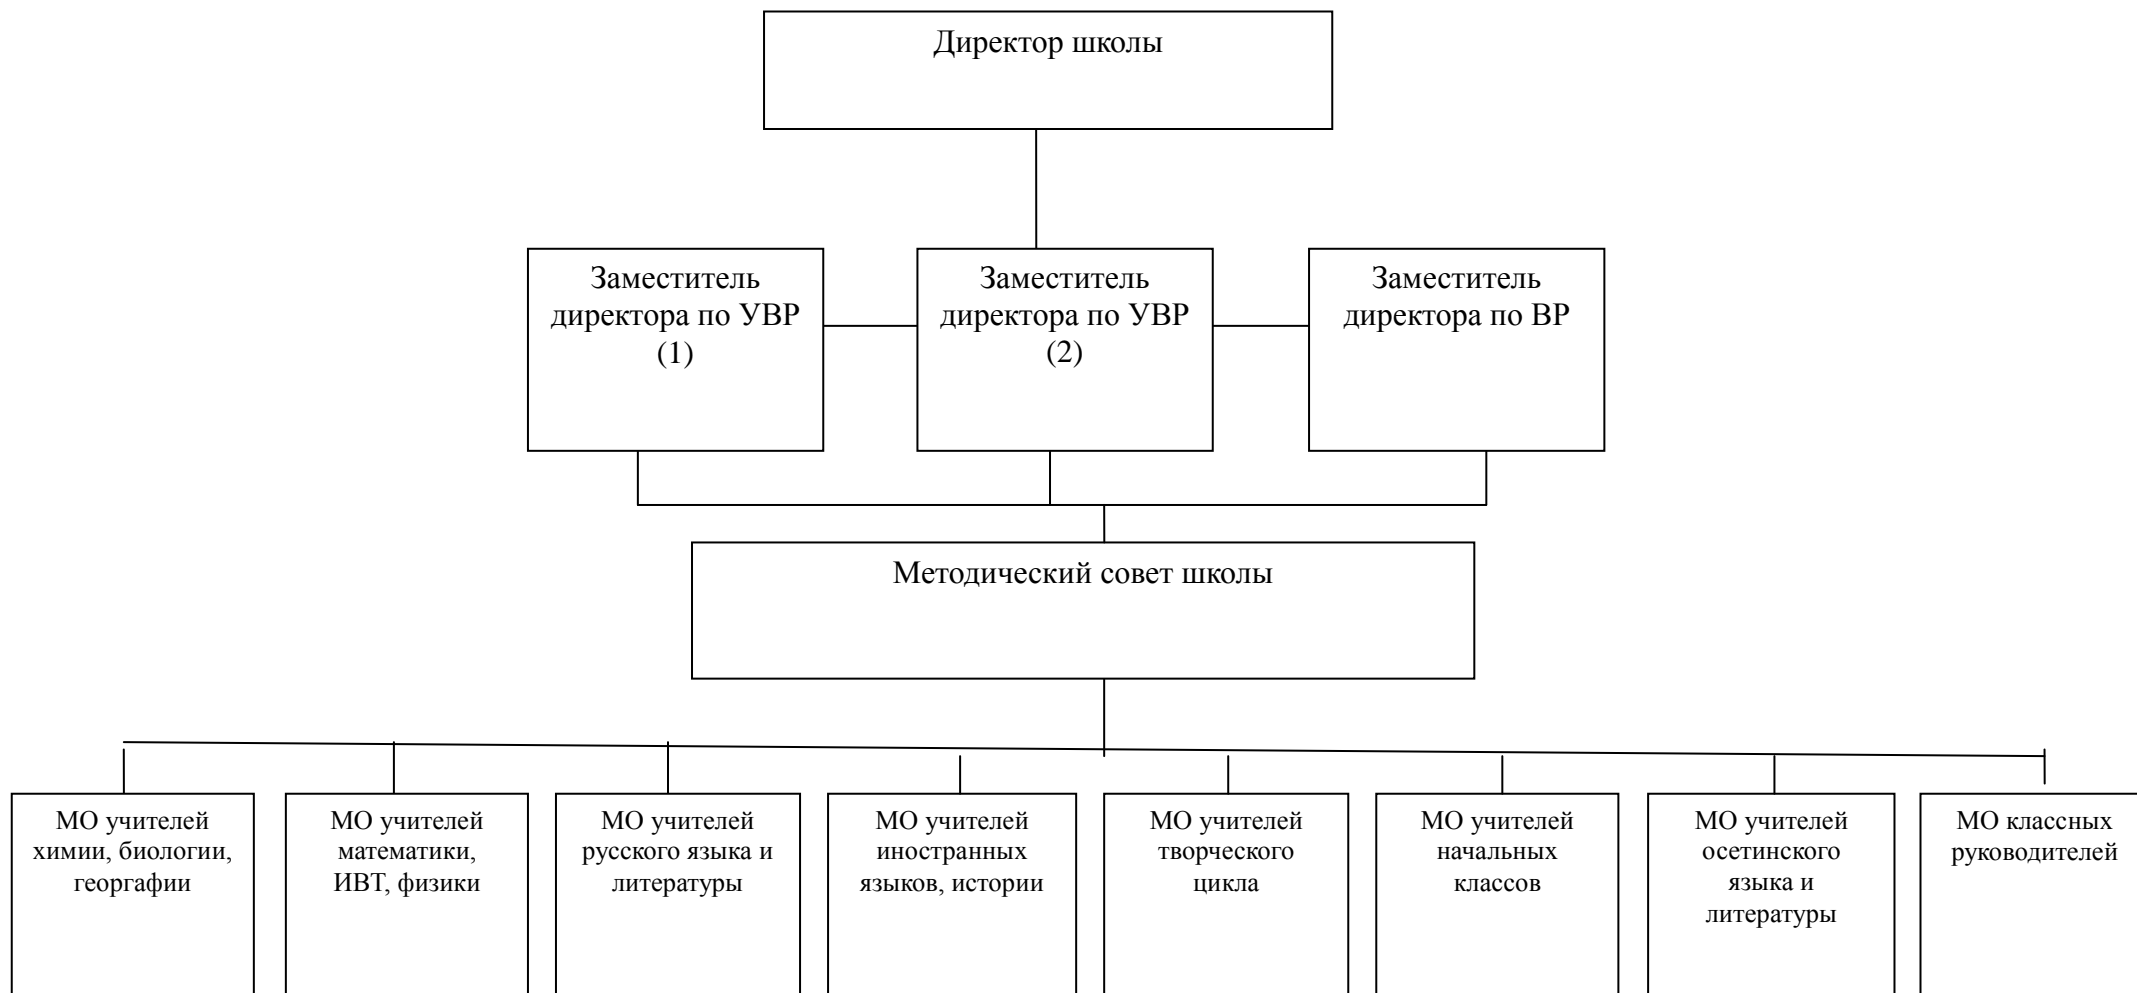 Директор школы
Заместитель
директора по УВР
(1)
Заместитель
директора по УВР
(2)
Заместитель
директора по ВР
Методический совет школы
МО учителей
химии, биологии,
георгафии
МО учителей
математики,
ИВТ, физики
МО учителей
русского языка и
литературы
МО учителей
иностранных
языков, истории
МО учителей
творческого
цикла
МО учителей
начальных
классов
МО учителей
осетинского
языка и
литературы
МО классных
руководителей